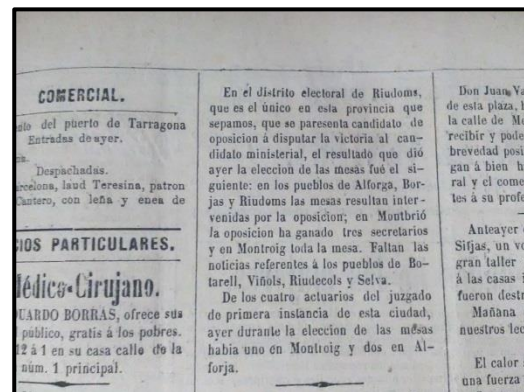 COMERCIAL.
nto del puerto de Tarragona
Entradas de ayer.
Despachadas.
arcelona, laud Teresina, patron
Cantero, con leña y enea de
CIOS PARTICULARES.
Médico-Cirujano.
DUARDO BORRAS, ofrece sus
público, gratis á los pobres.
12 á 1 en su casa calle de la
núm. 1 principal.
En el distrito electoral de Riudoms,
que es el único en esta provincia que
sepamos, que se paresenta candidato de
oposicion á disputar la victoria al can-
didato ministerial, el resultado que dió
ayer la eleccion de las mesas fué el si-
guiente: en los pueblos de Alforga, Bor-
jas y Riudoms las mesas resultan inter-
venidas por la oposicion; en Montbrió
la oposicion ha ganado tres secretarios
y en Montroig toda la mesa. Faltan las
noticias referentes á los pueblos de Bo-
tarell, Viñols, Riudecols y Selva.
De los cuatro actuarios del juzgado
de primera instancia de esta ciudad,
ayer durante la eleccion de las mesas
habia uno en Montroig y dos en Al-
forja.
Don Juan Va
de esta plaza,
la calle de Mo
recibir y pode
brevedad posi
gan á bien h
ral y el come
tes á su profe
Anteayer
Sitjas, un vo
gran taller
á las casas i
fueron destr
Mañana
nuestros lec
El calor
una fuerza